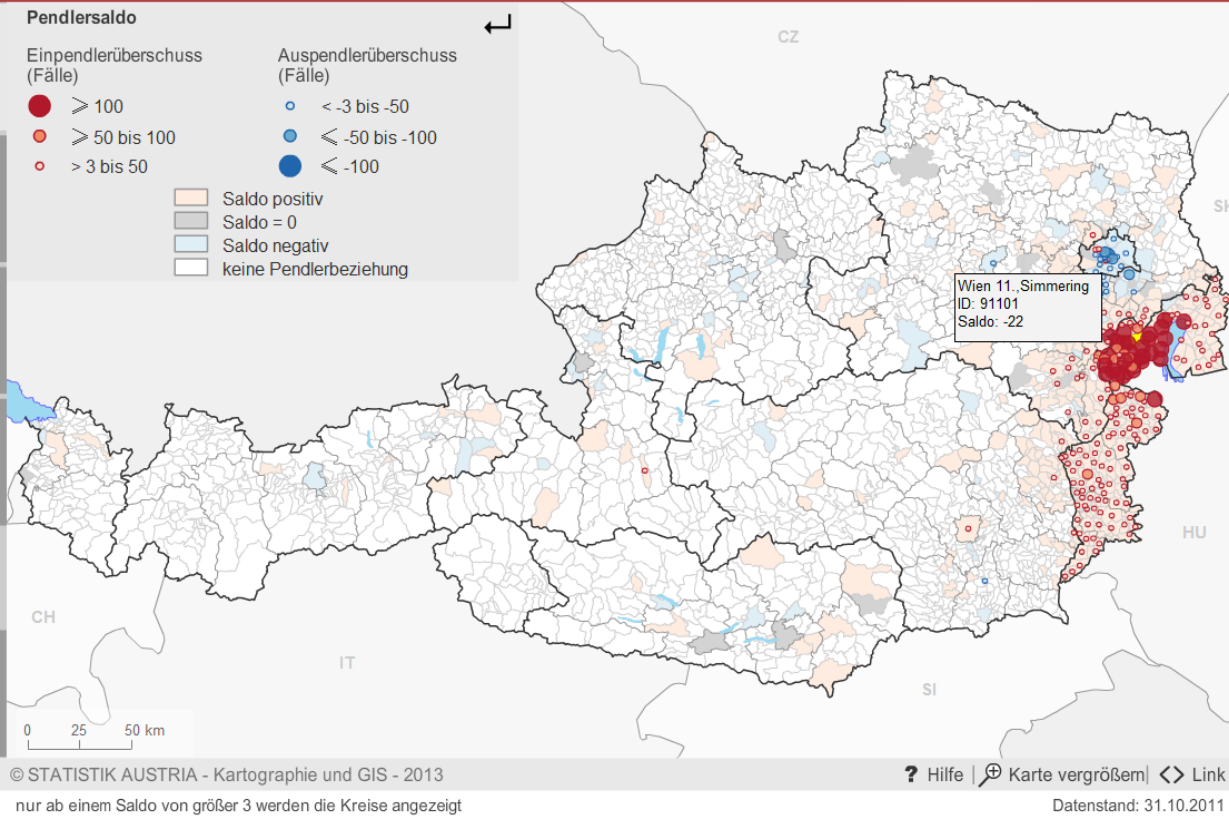 Pendlersaldo
Einpendlerüberschuss
(Fälle)
⩾ 100
⩾ 50 bis 100
> 3 bis 50
Auspendlerüberschuss
(Fälle)
< -3 bis -50
⩽ -50 bis -100
⩽ -100
Saldo positiv
Saldo = 0
Saldo negativ
keine Pendlerbeziehung
CZ
SK
Wien 11.,Simmering
ID: 91101
Saldo: -22
HU
CH
IT
SI
0 25 50 km
© STATISTIK AUSTRIA - Kartographie und GIS - 2013
? Hilfe | Karte vergrößern| <> Link
nur ab einem Saldo von größer 3 werden die Kreise angezeigt
Datenstand: 31.10.2011